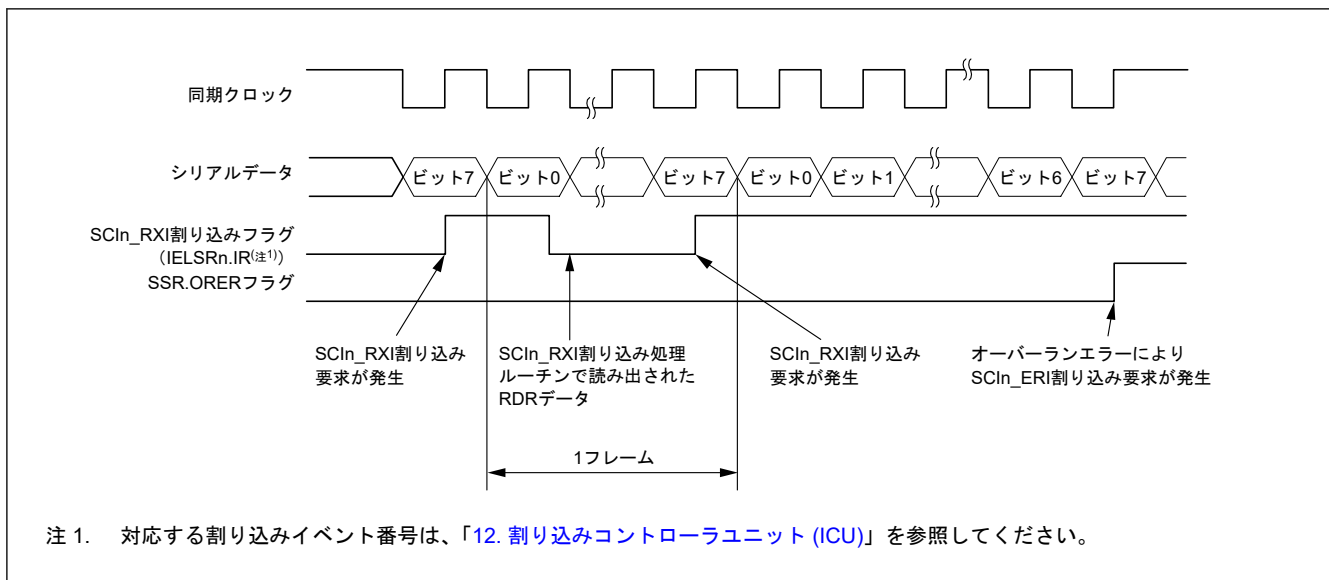 同期クロック
シリアルデータ
ビット7 ビット0 ビット7 ビット0 ビット1 ビット6 ビット7
SCIn_RXI割り込みフラグ
（IELSRn.IR(注1)）
SSR.ORERフラグ
SCIn_RXI割り込み
要求が発生
SCIn_RXI割り込み処理
ルーチンで読み出された
RDRデータ
SCIn_RXI割り込み
要求が発生
オーバーランエラーにより
SCIn_ERI割り込み要求が発生
1フレーム
注 1. 対応する割り込みイベント番号は、「12. 割り込みコントローラユニット (ICU)」を参照してください。